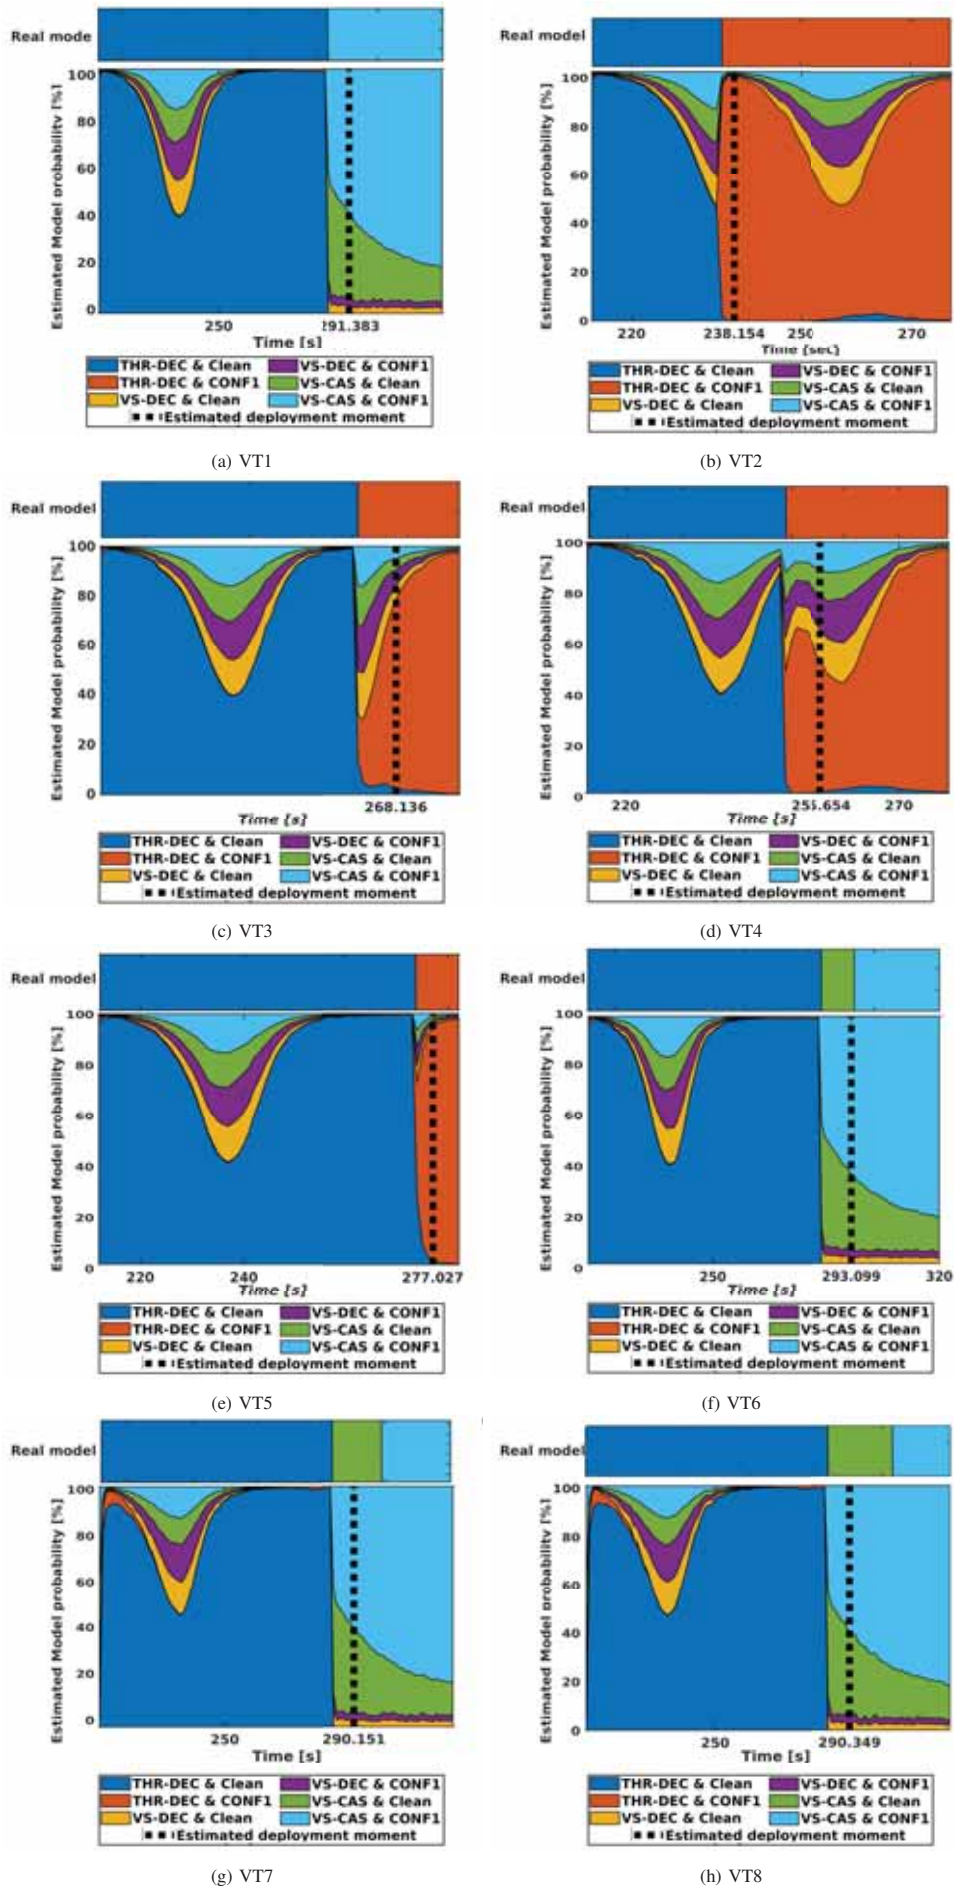 Real mode
Estimated Model probability [%]
100
80
60
40
20
0
250
291.383
Time [s]
THR-DEC & Clean
VS-DEC & CONF1
THR-DEC & CONF1
VS-CAS & Clean
VS-DEC & Clean
VS-CAS & CONF1
Estimated deployment moment
(a) VT1
Real model
Estimated Model probability [%]
100
80
60
40
20
0
220
238.154
250
270
Time [sec]
THR-DEC & Clean
VS-DEC & CONF1
THR-DEC & CONF1
VS-CAS & Clean
VS-DEC & Clean
VS-CAS & CONF1
Estimated deployment moment
(b) VT2
Real model
Estimated Model probability [%]
100
80
60
40
20
0
268.136
Time [s]
THR-DEC & Clean
VS-DEC & CONF1
THR-DEC & CONF1
VS-CAS & Clean
VS-DEC & Clean
VS-CAS & CONF1
Estimated deployment moment
(c) VT3
Real model
Estimated Model probability [%]
100
80
60
40
20
0
220
255.654
270
Time [s]
THR-DEC & Clean
VS-DEC & CONF1
THR-DEC & CONF1
VS-CAS & Clean
VS-DEC & Clean
VS-CAS & CONF1
Estimated deployment moment
(d) VT4
Real model
Estimated Model probability [%]
100
80
60
40
20
0
220
240
277.027
Time [s]
THR-DEC & Clean
VS-DEC & CONF1
THR-DEC & CONF1
VS-CAS & Clean
VS-DEC & Clean
VS-CAS & CONF1
Estimated deployment moment
(e) VT5
Real model
Estimated Model probability [%]
100
80
60
40
20
0
250
293.099
320
Time [s]
THR-DEC & Clean
VS-DEC & CONF1
THR-DEC & CONF1
VS-CAS & Clean
VS-DEC & Clean
VS-CAS & CONF1
Estimated deployment moment
(f) VT6
Real model
Estimated Model probability [%]
100
80
60
40
20
0
250
290.151
Time [s]
THR-DEC & Clean
VS-DEC & CONF1
THR-DEC & CONF1
VS-CAS & Clean
VS-DEC & Clean
VS-CAS & CONF1
Estimated deployment moment
(g) VT7
Real model
Estimated Model probability [%]
100
80
60
40
20
0
250
290.349
Time [s]
THR-DEC & Clean
VS-DEC & CONF1
THR-DEC & CONF1
VS-CAS & Clean
VS-DEC & Clean
VS-CAS & CONF1
Estimated deployment moment
(h) VT8